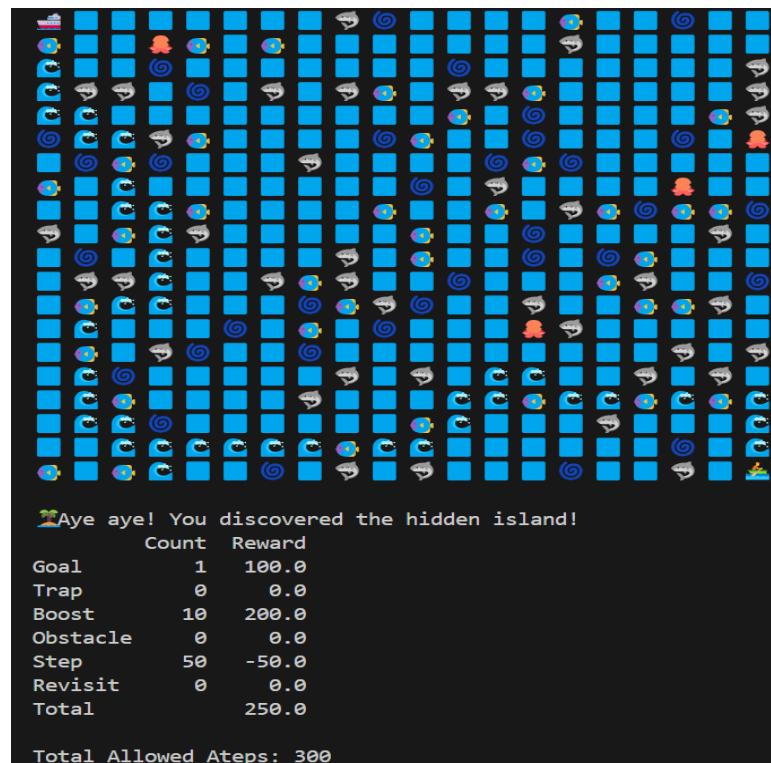 Aye aye! You discovered the hidden island!
Count Reward
Goal 1 100.0
Trap 0 0.0
Boost 10 200.0
Obstacle 0 0.0
Step 50 -50.0
Revisit 0 0.0
Total 250.0
Total Allowed Ateps: 300